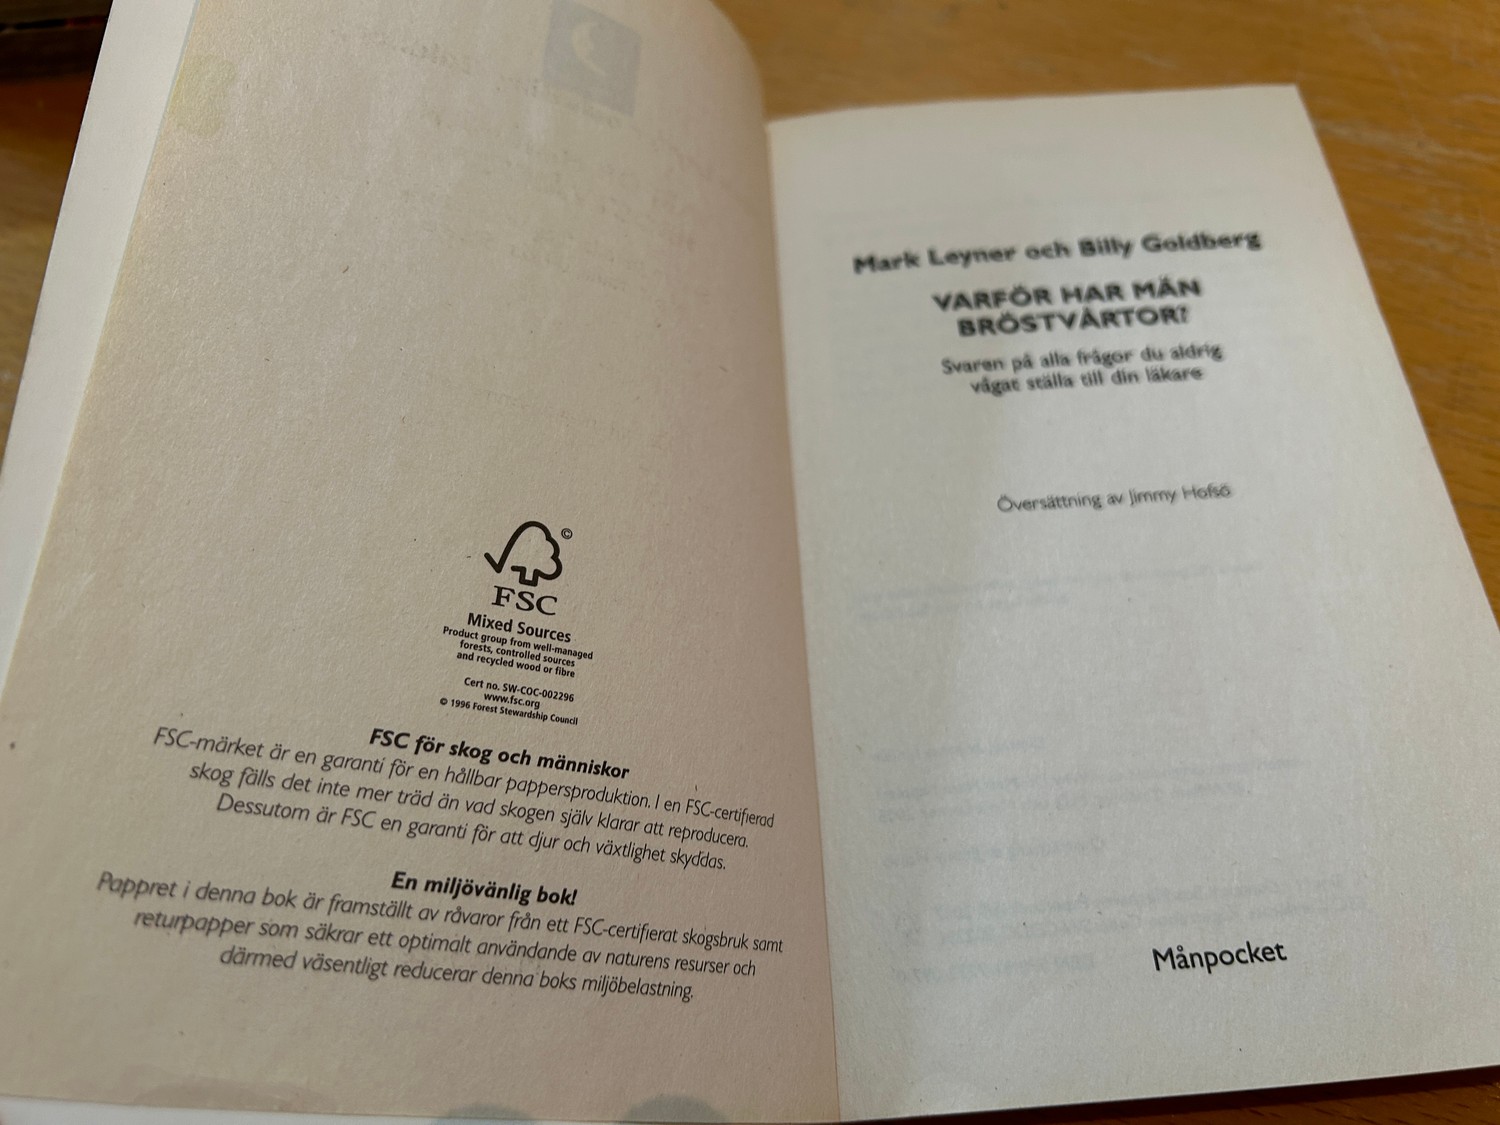 ©
FSC
Mixed Sources
Product group from well-managed
forests, controlled sources
and recycled wood or fibre
Cert no. SW-COC-002296
www.fsc.org
© 1996 Forest Stewardship Council
FSC för skog och människor
FSC-märket är en garanti för en hållbar pappersproduktion. I en FSC-certifierad
skog fälls det inte mer träd än vad skogen själv klarar att reproducera.
Dessutom är FSC en garanti för att djur och växtlighet skyddas.
En miljövänlig bok!
Pappret i denna bok är framställt av råvaror från ett FSC-certifierat skogsbruk samt
returpapper som säkrar ett optimalt användande av naturens resurser och
därmed väsentligt reducerar denna boks miljöbelastning.
Mark Leyner och Billy Goldberg
VARFÖR HAR MÄN
BRÖSTVÅRTOR?
Svaren på alla frågor du aldrig
vågat ställa till din läkare
Översättning av Jimmy Hofsö
Månpocket